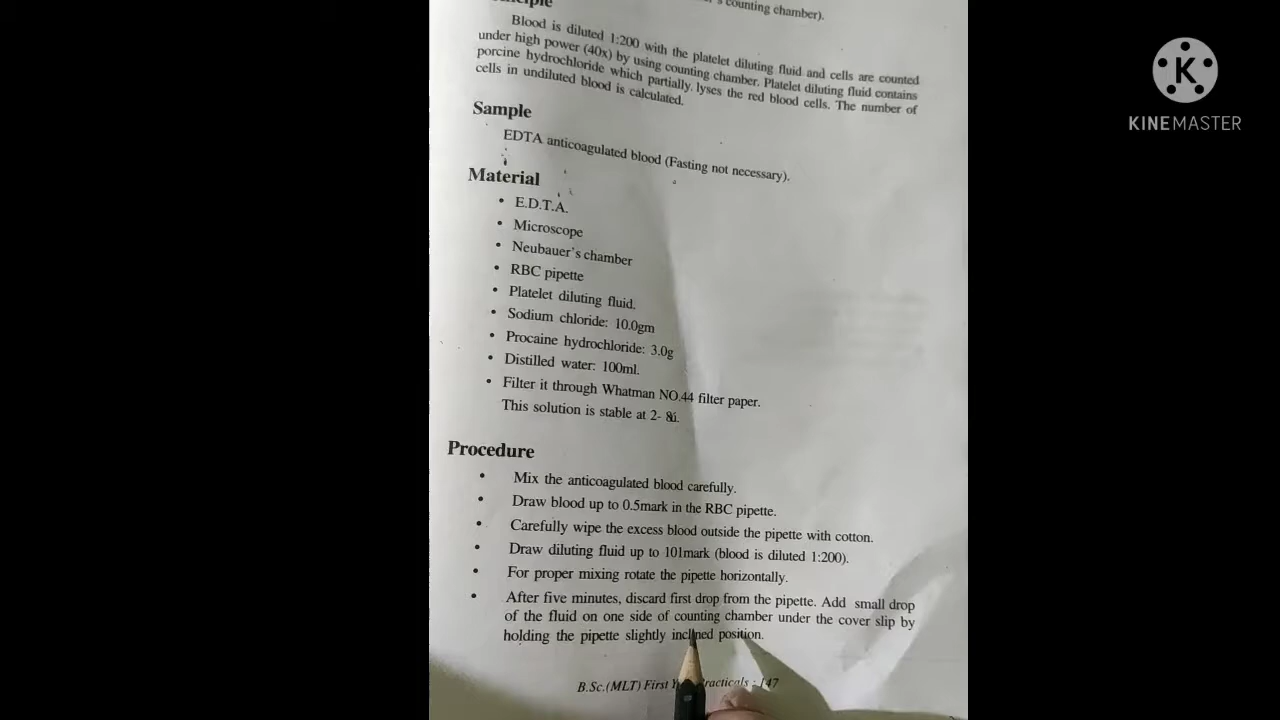 's counting chamber).
Blood is diluted 1:200 with the platelet diluting fluid and cells are counted
under high power (40x) by using counting chamber. Platelet diluting fluid contains
porcine hydrochloride which partially. lyses the red blood cells. The number of
cells in undiluted blood is calculated.
Sample
EDTA anticoagulated blood (Fasting not necessary).
Material
• E.D.T.A.
• Microscope
• Neubauer's chamber
• RBC pipette
• Platelet diluting fluid.
• Sodium chloride: 10.0gm
• Procaine hydrochloride: 3.0g
• Distilled water: 100ml.
• Filter it through Whatman NO.44 filter paper.
This solution is stable at 2- 8i.
Procedure
• Mix the anticoagulated blood carefully.
• Draw blood up to 0.5mark in the RBC pipette.
• Carefully wipe the excess blood outside the pipette with cotton.
• Draw diluting fluid up to 101mark (blood is diluted 1:200).
• For proper mixing rotate the pipette horizontally.
• After five minutes, discard first drop from the pipette. Add small drop
of the fluid on one side of counting chamber under the cover slip by
holding the pipette slightly inclined position.
B.Sc.(MLT) First 147
KINEMASTER